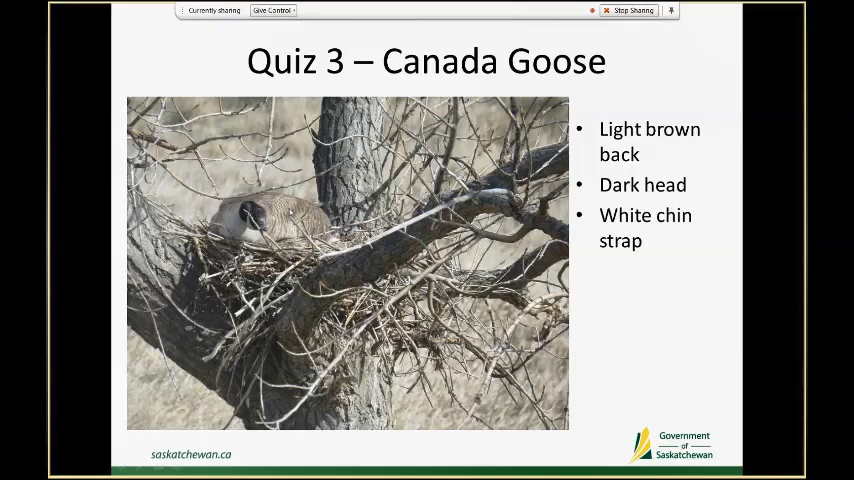 Currently sharing
Give Control
Stop Sharing
Quiz 3 – Canada Goose
• Light brown
back
• Dark head
• White chin
strap
saskatchewan.ca
Government
of
Saskatchewan